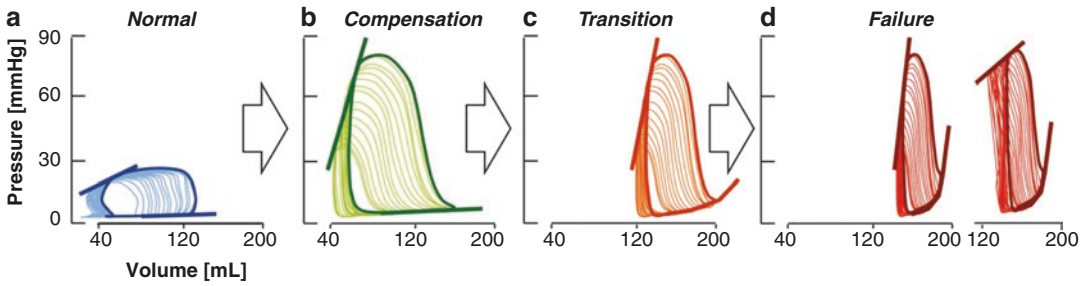 a Normal b Compensation c Transition d Failure
90
60
30
0
Pressure [mmHg]
40 120 200 40 120 200 40 120 200 40 120 200 120 200
Volume [mL]